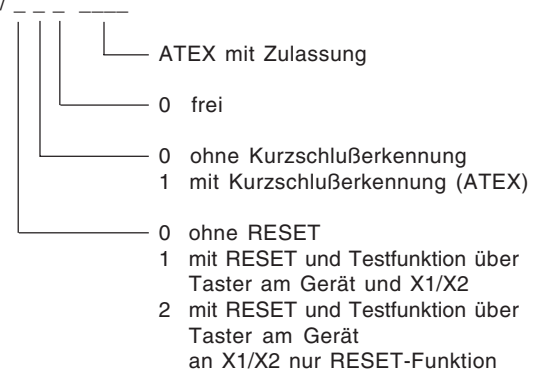 / _ _ _ ____
ATEX mit Zulassung
0 frei
0 ohne Kurzschlußerkennung
1 mit Kurzschlußerkennung (ATEX)
0 ohne RESET
1 mit RESET und Testfunktion über
Taster am Gerät und X1/X2
2 mit RESET und Testfunktion über
Taster am Gerät
an X1/X2 nur RESET-Funktion